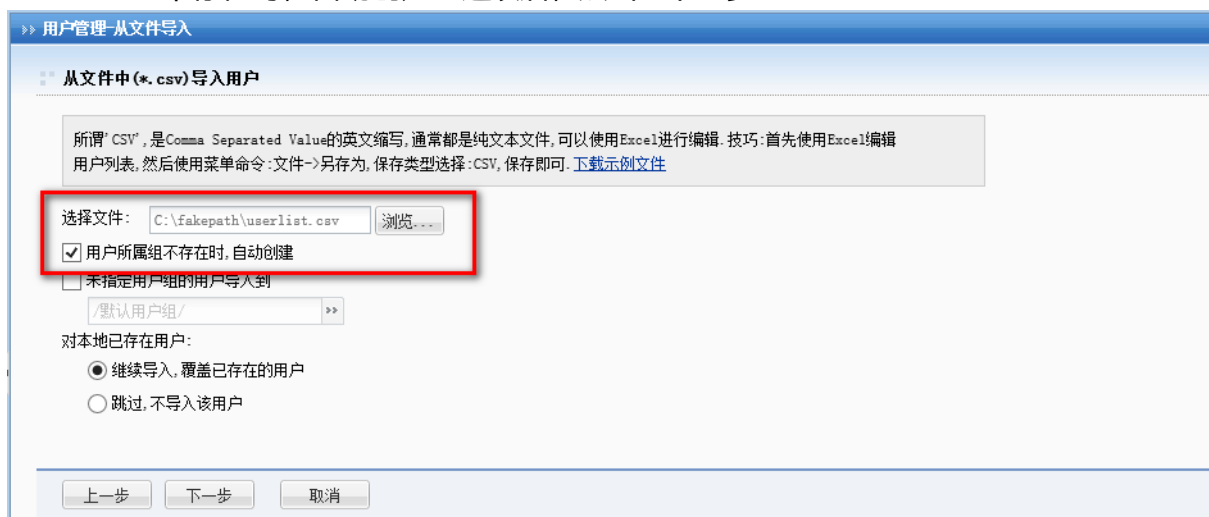 >> 用户管理-从文件导入
从文件中(*.csv)导入用户
所谓'CSV',是Comma Separated Value的英文缩写,通常都是纯文本文件,可以使用Excel进行编辑.技巧:首先使用Excel编辑
用户列表,然后使用菜单命令:文件->另存为,保存类型选择:CSV,保存即可.下载示例文件
选择文件: C:\fakepath\userlist.csv 浏览...
用户所属组不存在时,自动创建
未指定用户组的用户导入到
/默认用户组/ >>
对本地已存在用户:
继续导入,覆盖已存在的用户
跳过,不导入该用户
上一步 下一步 取消